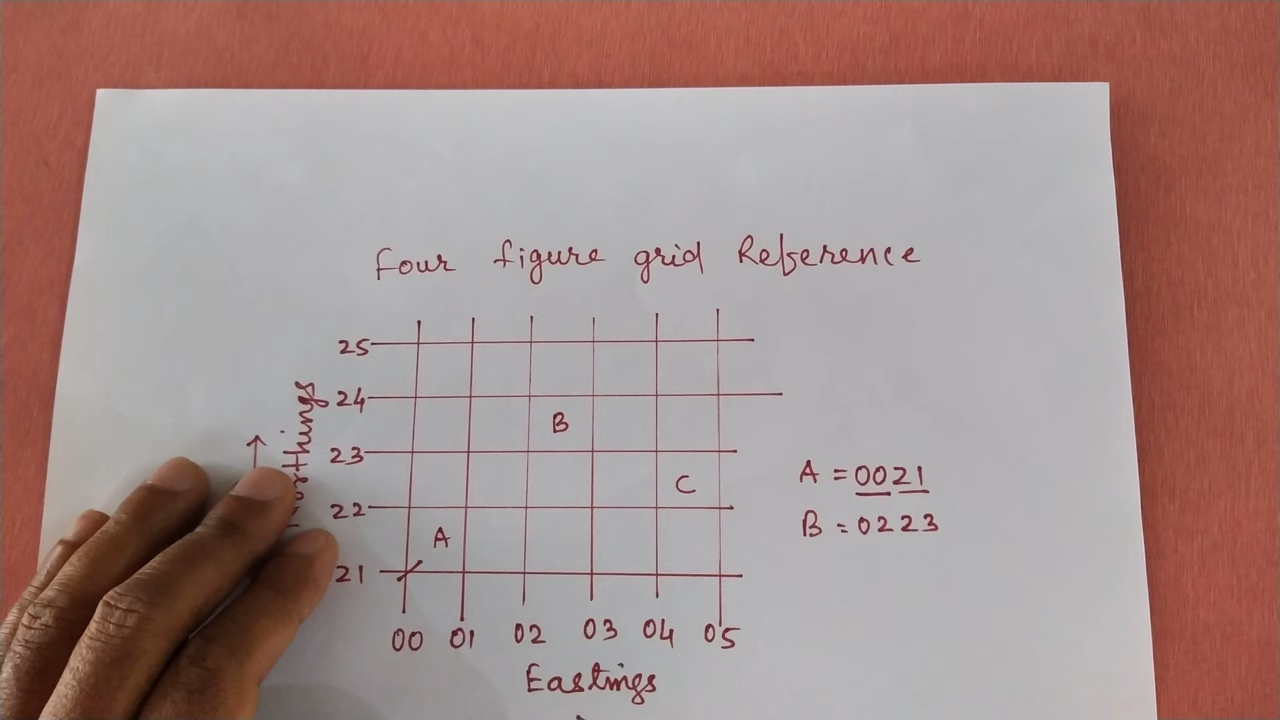 Four figure grid Reference
25
24
B
23
C
22
A
21
00 01 02 03 04 05
Eastings
A = 0021
B = 0223